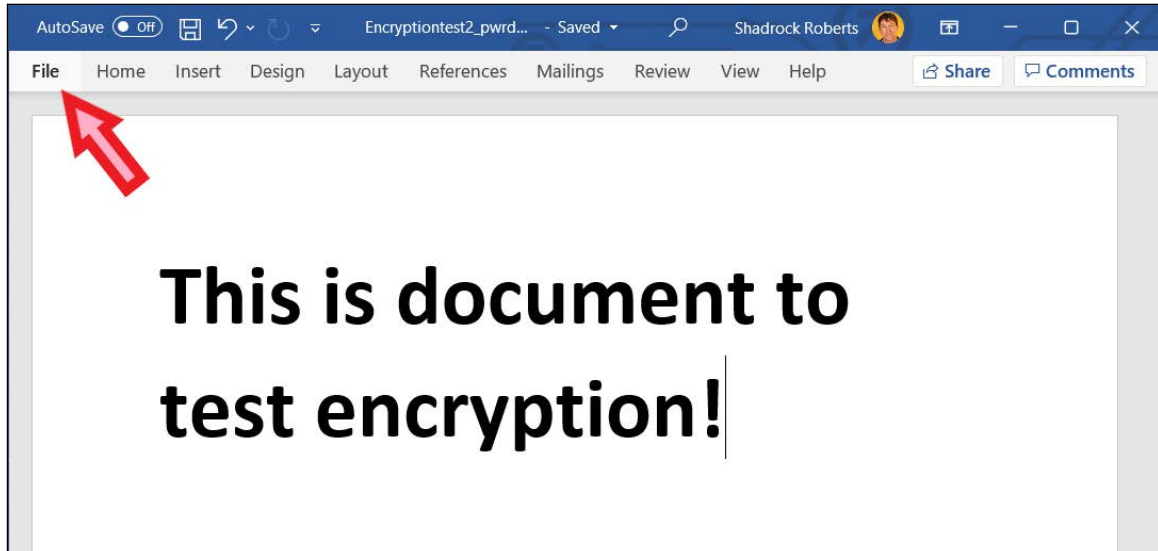 AutoSave Off Encryptiontest2_pwrd... - Saved Shadrock Roberts
File Home Insert Design Layout References Mailings Review View Help Share Comments
This is document to
test encryption!